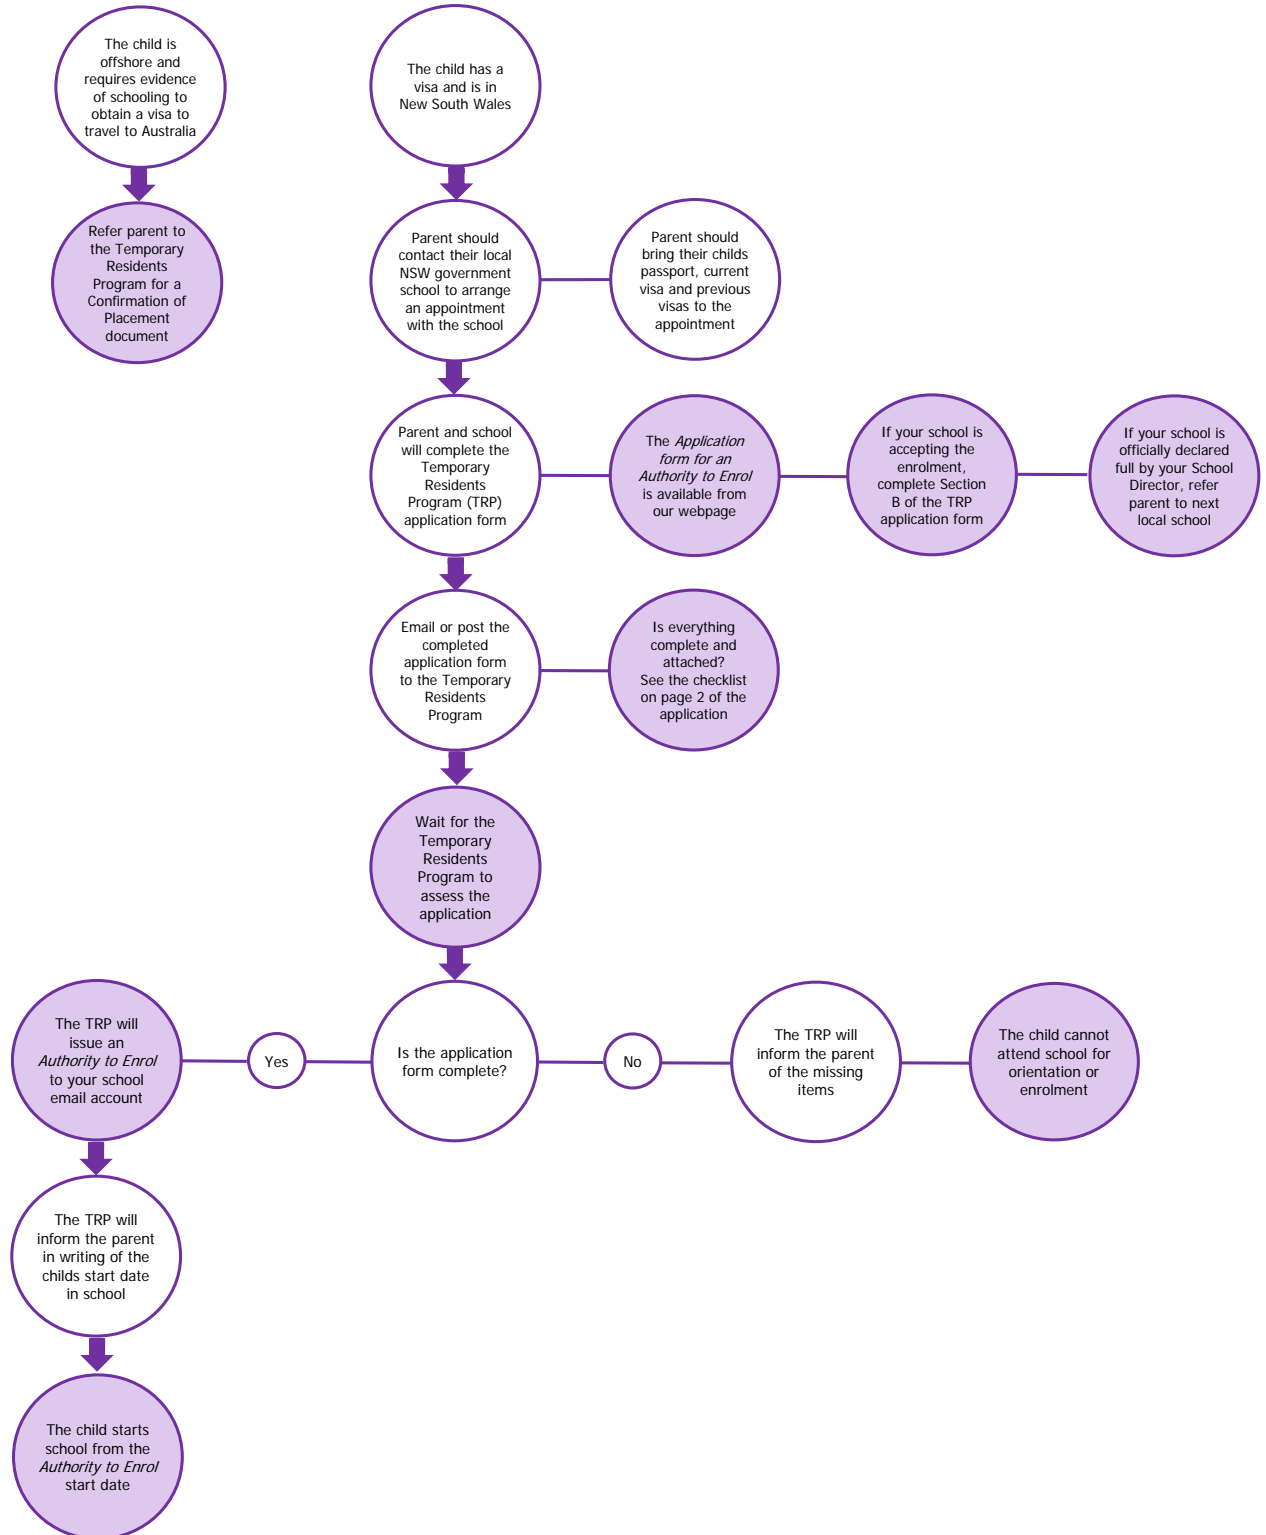 The child is
offshore and
requires evidence
of schooling to
obtain a visa to
travel to Australia
The child has a
visa and is in
New South Wales
Refer parent to
the Temporary
Residents
Program for a
Confirmation of
Placement
document
Parent should
contact their local
NSW government
school to arrange
an appointment
with the school
Parent should
bring their childs
passport, current
visa and previous
visas to the
appointment
Parent and school
will complete the
Temporary
Residents
Program (TRP)
application form
The Application
form for an
Authority to Enrol
is available from
our webpage
If your school is
accepting the
enrolment,
complete Section
B of the TRP
application form
If your school is
officially declared
full by your School
Director, refer
parent to next
local school
Email or post the
completed
application form
to the Temporary
Residents
Program
Is everything
complete and
attached?
See the checklist
on page 2 of the
application
Wait for the
Temporary
Residents
Program to
assess the
application
The TRP will
issue an
Authority to Enrol
to your school
email account
Yes
Is the application
form complete?
No
The TRP will
inform the parent
of the missing
items
The child cannot
attend school for
orientation or
enrolment
The TRP will
inform the parent
in writing of the
childs start date
in school
The child starts
school from the
Authority to Enrol
start date